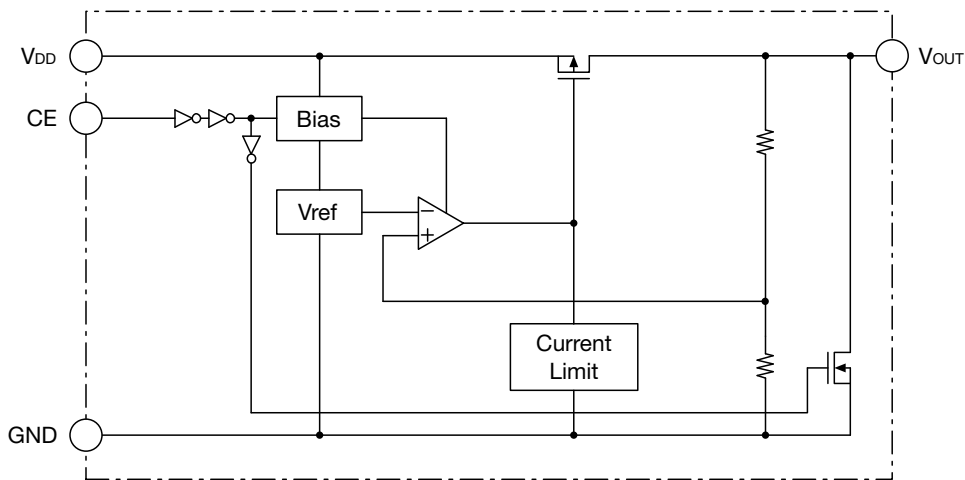 VDD
VOUT
CE
Bias
Vref
−
+
Current
Limit
GND